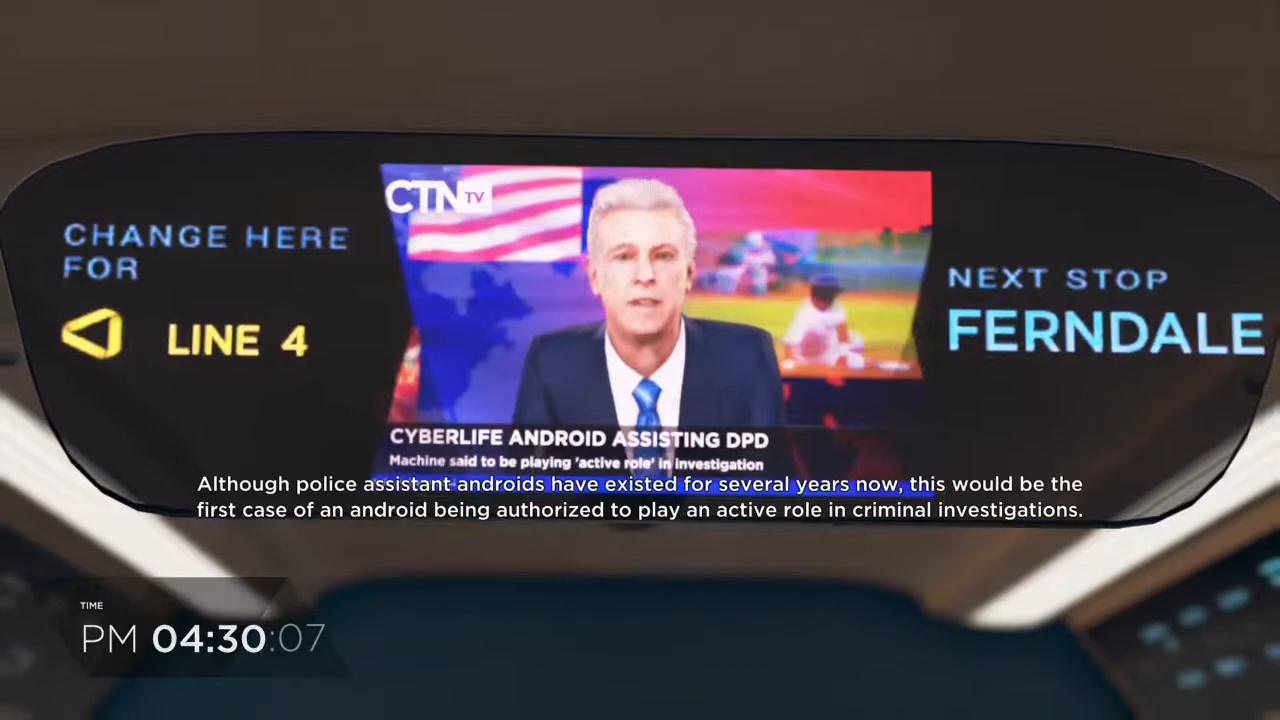 CHANGE HERE
FOR
LINE 4
CTN TV
CYBERLIFE ANDROID ASSISTING DPD
Machine said to be playing 'active role' in investigation
NEXT STOP
FERNDALE
Although police assistant androids have existed for several years now, this would be the
first case of an android being authorized to play an active role in criminal investigations.
TIME
PM 04:30:07